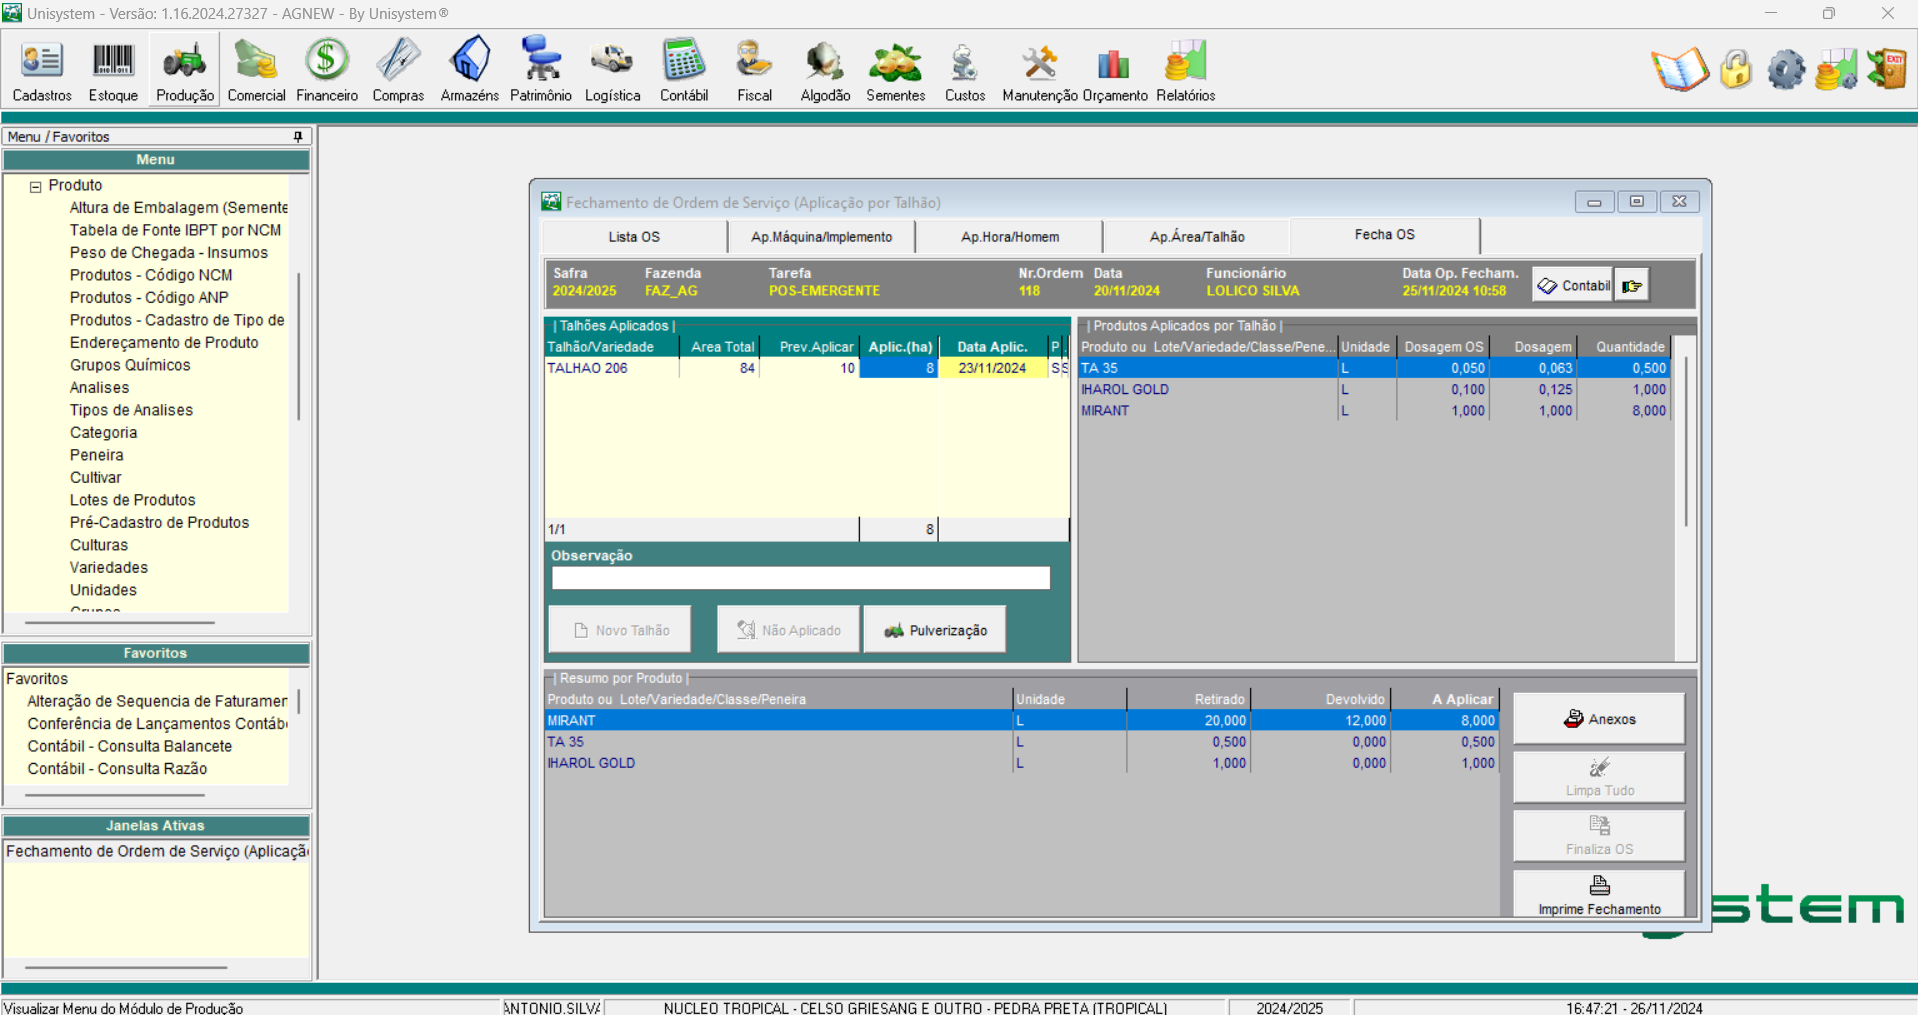 Unisystem - Versão: 1.16.2024.27327 - AGNEW - By Unisystem®
Cadastros Estoque Produção Comercial Financeiro Compras Armazéns Patrimônio Logística Contábil Fiscal Algodão Sementes Custos Manutenção Orçamento Relatórios
EXIT
Menu / Favoritos
Menu
Produto
Altura de Embalagem (Semente
Tabela de Fonte IBPT por NCM
Peso de Chegada - Insumos
Produtos - Código NCM
Produtos - Código ANP
Produtos - Cadastro de Tipo de
Endereçamento de Produto
Grupos Químicos
Analises
Tipos de Analises
Categoria
Peneira
Cultivar
Lotes de Produtos
Pré-Cadastro de Produtos
Culturas
Variedades
Unidades
Grupos
Favoritos
Favoritos
Alteração de Sequencia de Faturamen
Conferência de Lançamentos Contáb
Contábil - Consulta Balancete
Contábil - Consulta Razão
Janelas Ativas
Fechamento de Ordem de Serviço (Aplicaçã
Fechamento de Ordem de Serviço (Aplicação por Talhão)
Lista OS Ap.Máquina/Implemento Ap.Hora/Homem Ap.Área/Talhão Fecha OS
Safra Fazenda Tarefa Nr.Ordem Data Funcionário Data Op. Fecham.
2024/2025 FAZ_AG POS-EMERGENTE 118 20/11/2024 LOLICO SILVA 25/11/2024 10:58
Contabil
| Talhões Aplicados |
Talhão/Variedade Area Total Prev.Aplicar Aplic.(ha) Data Aplic. P
TALHAO 206 84 10 8 23/11/2024 S S
1/1 8
Observação
Novo Talhão Não Aplicado Pulverização
| Produtos Aplicados por Talhão |
Produto ou Lote/Variedade/Classe/Pene... Unidade Dosagem OS Dosagem Quantidade
TA 35 L 0,050 0,063 0,500
IHAROL GOLD L 0,100 0,125 1,000
MIRANT L 1,000 1,000 8,000
| Resumo por Produto |
Produto ou Lote/Variedade/Classe/Peneira Unidade Retirado Devolvido A Aplicar
MIRANT L 20,000 12,000 8,000
TA 35 L 0,500 0,000 0,500
IHAROL GOLD L 1,000 0,000 1,000
Anexos
Limpa Tudo
Finaliza OS
Imprime Fechamento
stem
Visualizar Menu do Módulo de Produção ANTONIO.SILVA NUCLEO TROPICAL - CELSO GRIESANG E OUTRO - PEDRA PRETA (TROPICAL) 2024/2025 16:47:21 - 26/11/2024